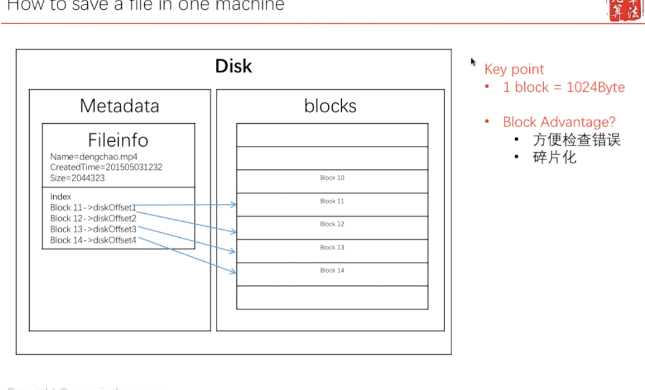 How to save a file in one machine
Disk
Metadata
Fileinfo
Name=dengchao.mp4
CreatedTime=201505031232
Size=2044323
Index
Block 11->diskOffset1
Block 12->diskOffset2
Block 13->diskOffset3
Block 14->diskOffset4
blocks
Block 10
Block 11
Block 12
Block 13
Block 14
Key point
• 1 block = 1024Byte
• Block Advantage?
• 方便检查错误
• 碎片化